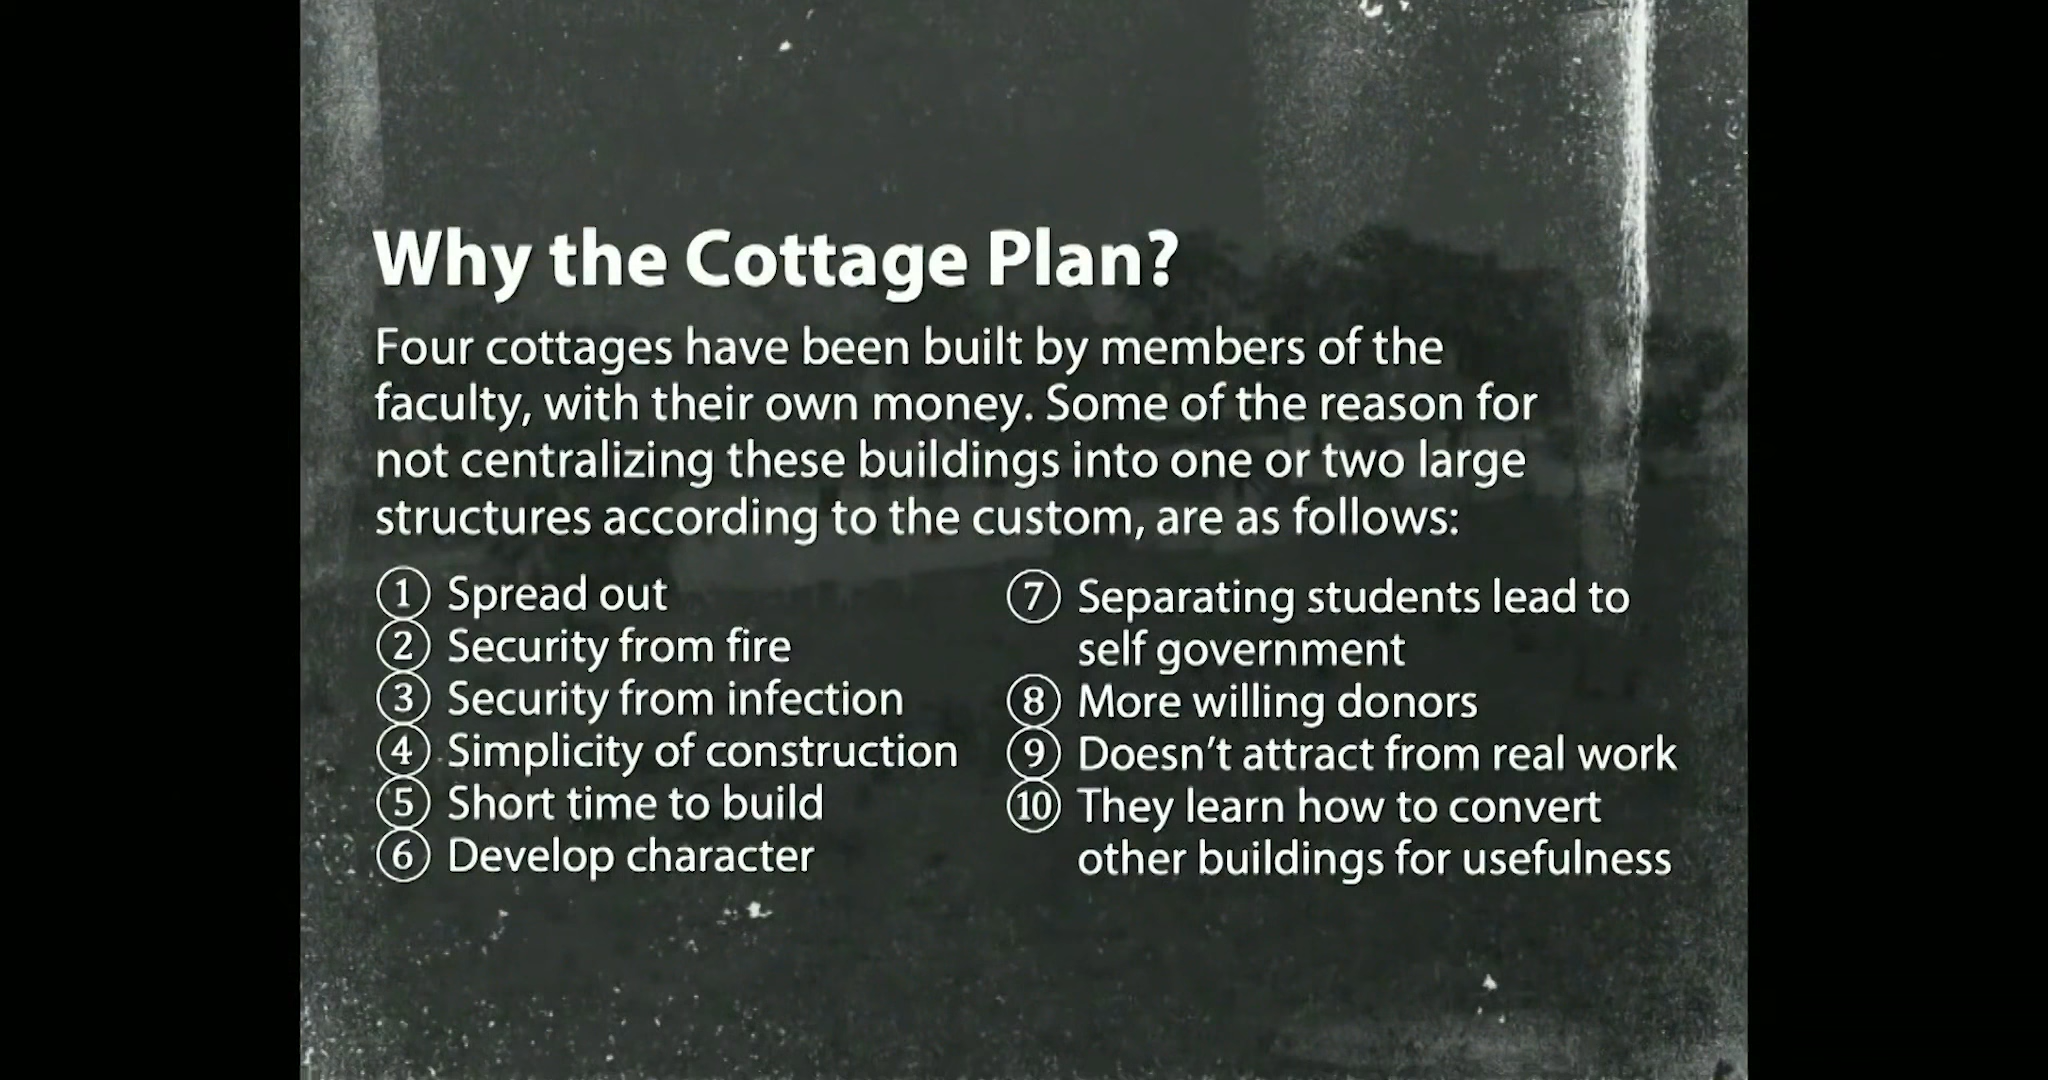 Why the Cottage Plan?
Four cottages have been built by members of the
faculty, with their own money. Some of the reason for
not centralizing these buildings into one or two large
structures according to the custom, are as follows:
① Spread out
② Security from fire
③ Security from infection
④ Simplicity of construction
⑤ Short time to build
⑥ Develop character
⑦ Separating students lead to
self government
⑧ More willing donors
⑨ Doesn't attract from real work
⑩ They learn how to convert
other buildings for usefulness